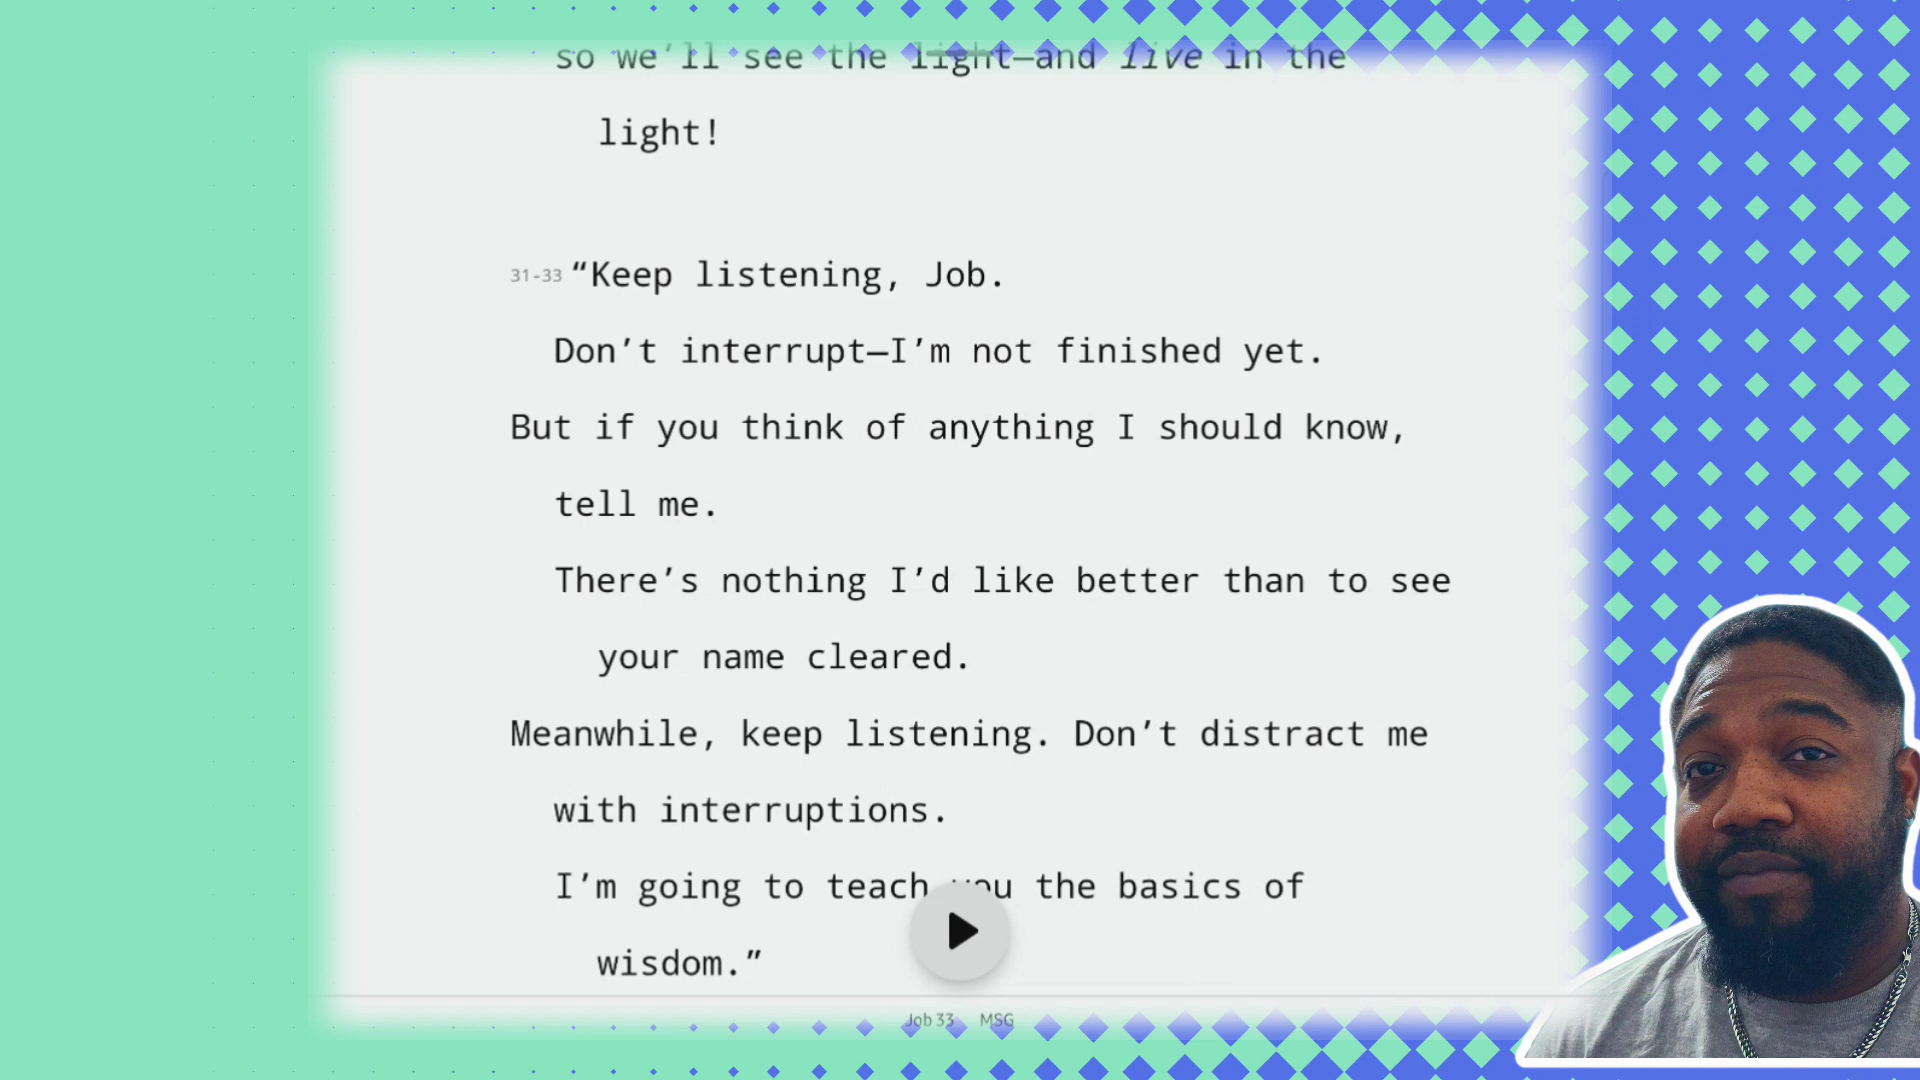 so we’ll see the light—and live in the
light!
31-33 “Keep listening, Job.
Don’t interrupt—I’m not finished yet.
But if you think of anything I should know,
tell me.
There’s nothing I’d like better than to see
your name cleared.
Meanwhile, keep listening. Don’t distract me
with interruptions.
I’m going to teach you the basics of
wisdom.”
Job 33 MSG